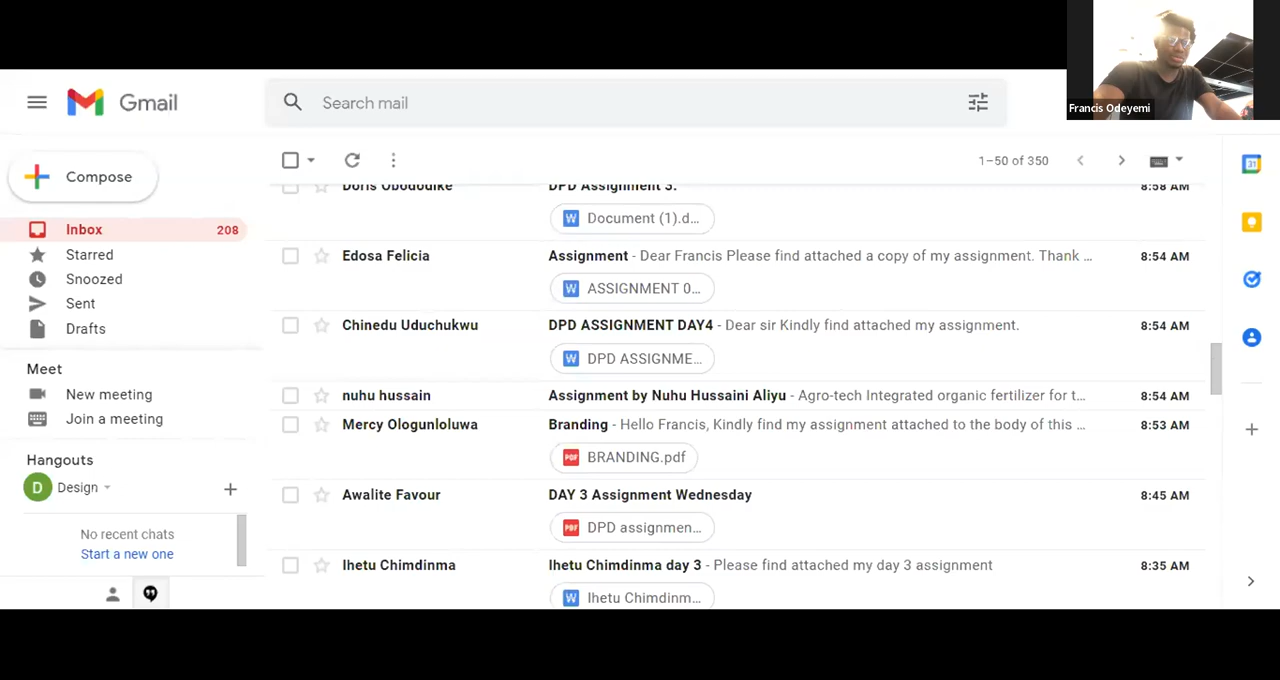 Francis Odeyemi
Gmail
Search mail
Compose
1–50 of 350
Inbox 208
Starred
Snoozed
Sent
Drafts
Meet
New meeting
Join a meeting
Hangouts
D Design
No recent chats
Start a new one
DPD Assignment 3. 8:58 AM
W Document (1).d...
Edosa Felicia Assignment - Dear Francis Please find attached a copy of my assignment. Thank ... 8:54 AM
W ASSIGNMENT 0...
Chinedu Uduchukwu DPD ASSIGNMENT DAY4 - Dear sir Kindly find attached my assignment. 8:54 AM
W DPD ASSIGNME...
nuhu hussain Assignment by Nuhu Hussaini Aliyu - Agro-tech Integrated organic fertilizer for t... 8:54 AM
Mercy Ologunloluwa Branding - Hello Francis, Kindly find my assignment attached to the body of this ... 8:53 AM
PDF BRANDING.pdf
Awalite Favour DAY 3 Assignment Wednesday 8:45 AM
PDF DPD assignmen...
Ihetu Chimdinma Ihetu Chimdinma day 3 - Please find attached my day 3 assignment 8:35 AM
W Ihetu Chimdinm...
31